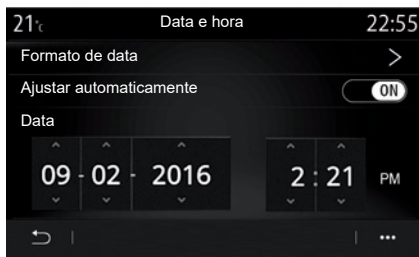 21°c Data e hora 22:55
Formato de data >
Ajustar automaticamente ON
Data
09 - 02 - 2016 2 : 21 PM